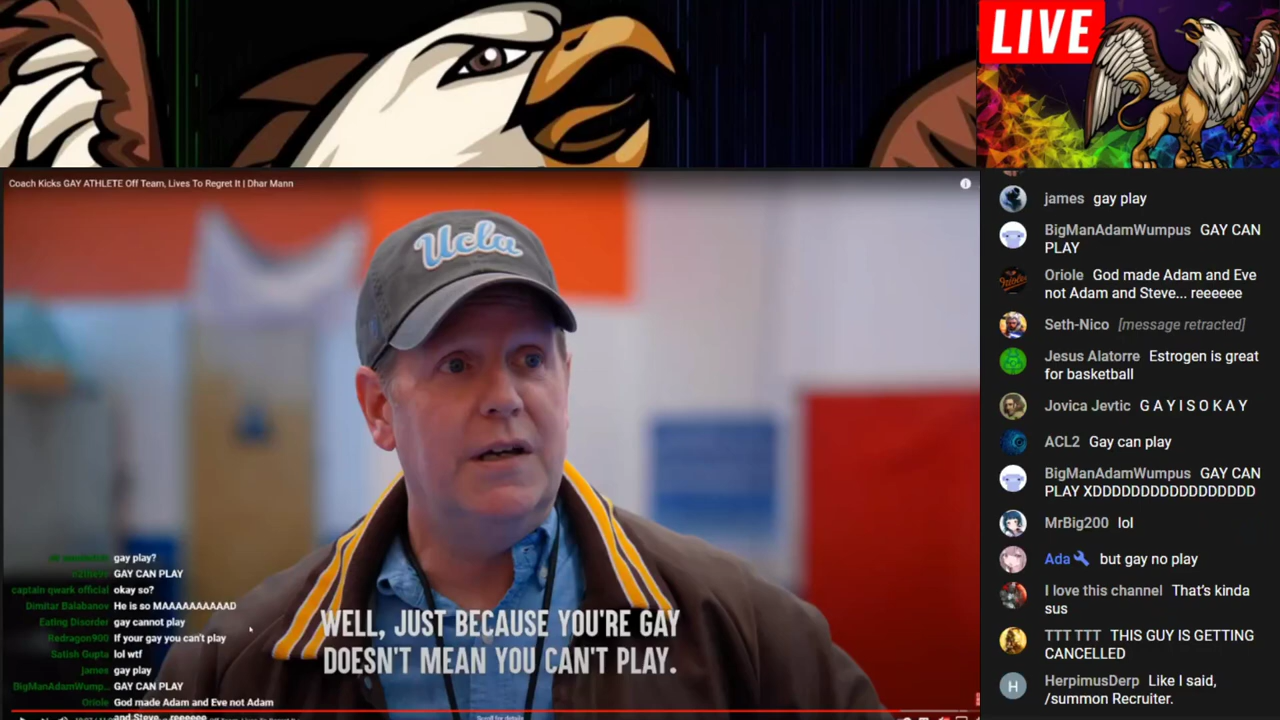 LIVE
Coach Kicks GAY ATHLETE Off Team, Lives To Regret It | Dhar Mann
Ucla
WELL, JUST BECAUSE YOU'RE GAY
DOESN'T MEAN YOU CAN'T PLAY.
gay play?
GAY CAN PLAY
captain qwark official okay so?
Dimitar Balabanov He is so MAAAAAAAAAAD
Eating Disorder gay cannot play
Redragon900 If your gay you can't play
Satish Gupta lol wtf
james gay play
BigManAdamWump... GAY CAN PLAY
Oriole God made Adam and Eve not Adam
and Steve... reeeeee
Scroll for details
james gay play
BigManAdamWumpus GAY CAN
PLAY
Oriole God made Adam and Eve
not Adam and Steve... reeeeee
Seth-Nico [message retracted]
Jesus Alatorre Estrogen is great
for basketball
Jovica Jevtic G A Y I S O K A Y
ACL2 Gay can play
BigManAdamWumpus GAY CAN
PLAY XDDDDDDDDDDDDDDDDD
MrBig200 lol
Ada but gay no play
I love this channel That's kinda
sus
TTT TTT THIS GUY IS GETTING
CANCELLED
H
HerpimusDerp Like I said,
/summon Recruiter.